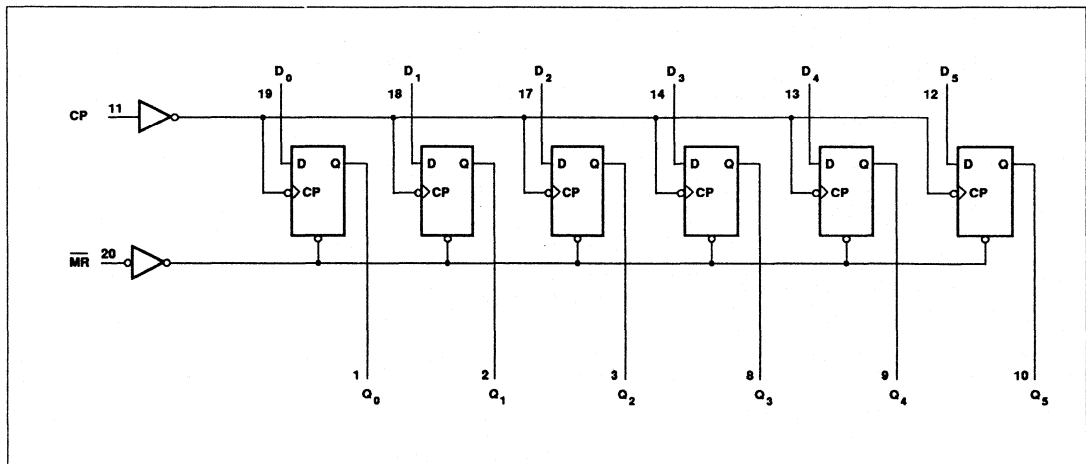 D0 D1 D2 D3 D4 D5
19 18 17 14 13 12
CP 11
D Q D Q D Q D Q D Q D Q
CP CP CP CP CP CP
MR 20
1 2 3 8 9 10
Q0 Q1 Q2 Q3 Q4 Q5